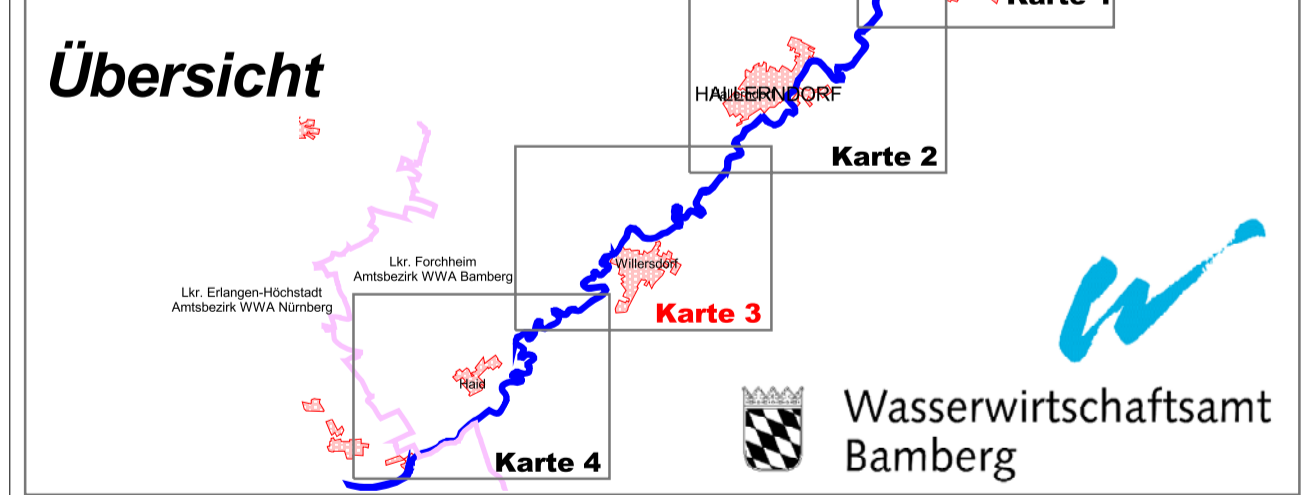 Karte 1
Übersicht
HALLERNDORF
Karte 2
Lkr. Forchheim
Amtsbezirk WWA Bamberg
Willersdorf
Lkr. Erlangen-Höchstadt
Amtsbezirk WWA Nürnberg
Karte 3
Haid
Wasserwirtschaftsamt
Bamberg
Karte 4